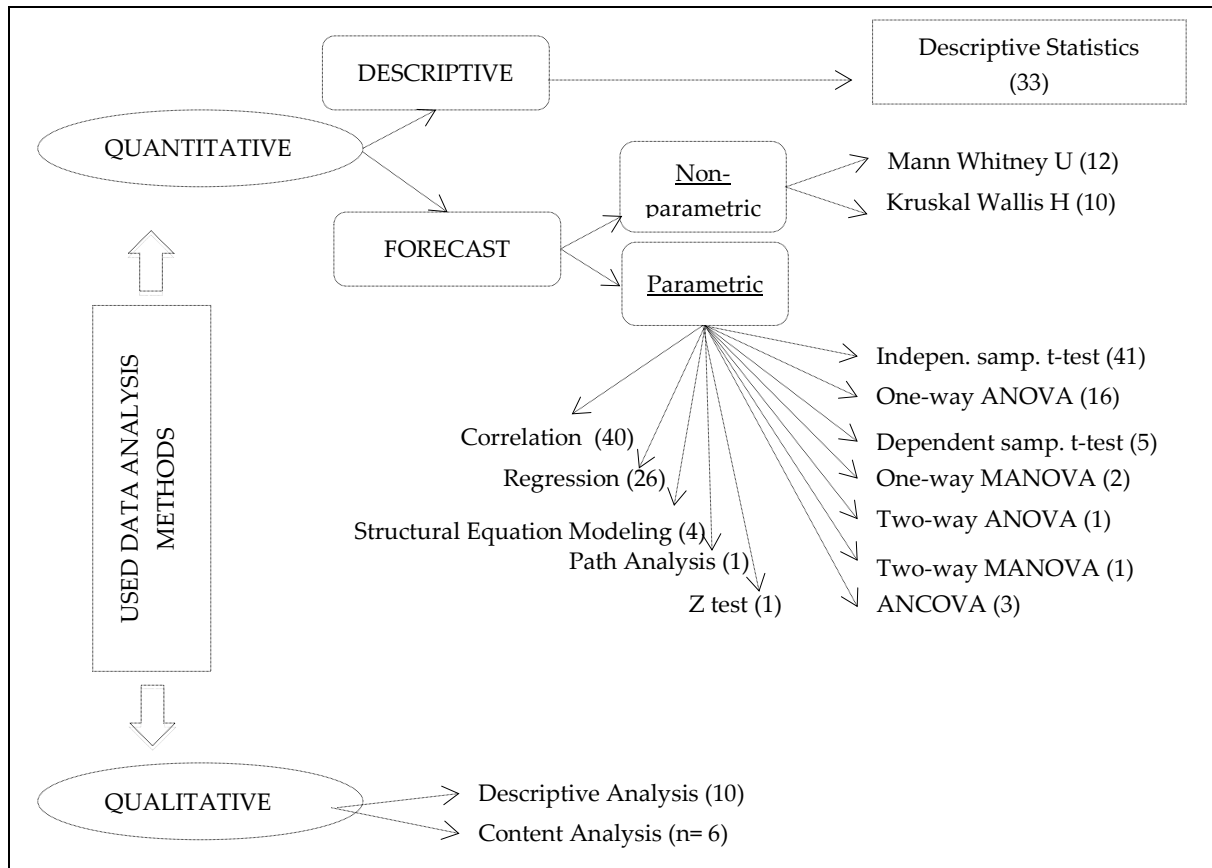 DESCRIPTIVE
Descriptive Statistics
(33)
QUANTITATIVE
FORECAST
Non-
parametric
Mann Whitney U (12)
Kruskal Wallis H (10)
Parametric
Indepen. samp. t-test (41)
One-way ANOVA (16)
Dependent samp. t-test (5)
One-way MANOVA (2)
Two-way ANOVA (1)
Two-way MANOVA (1)
ANCOVA (3)
Correlation (40)
Regression (26)
Structural Equation Modeling (4)
Path Analysis (1)
Z test (1)
USED DATA ANALYSIS
METHODS
QUALITATIVE
Descriptive Analysis (10)
Content Analysis (n= 6)